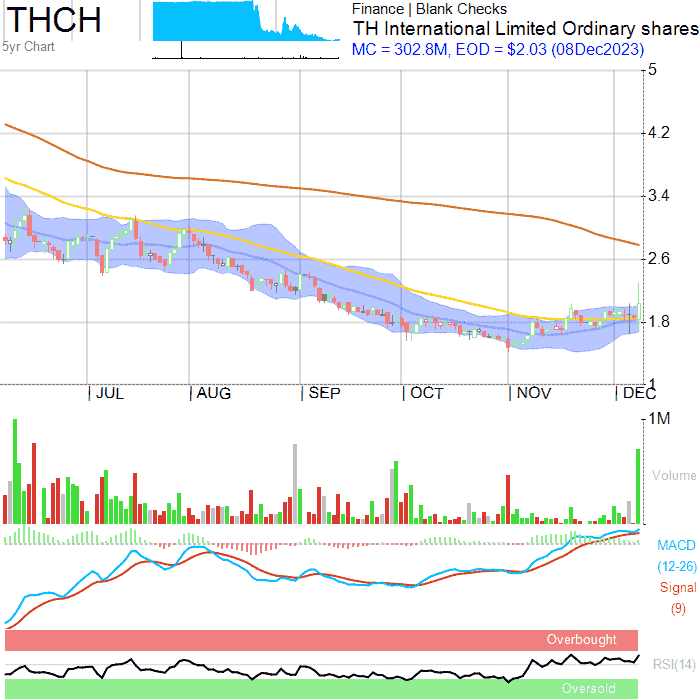 THCH
5yr Chart
Finance | Blank Checks
TH International Limited Ordinary shares
MC = 302.8M, EOD = $2.03 (08Dec2023)
5
4.2
3.4
2.6
1.8
1
JUL AUG SEP OCT NOV DEC
1M
Volume
MACD
(12-26)
Signal
(9)
Overbought
RSI(14)
Oversold